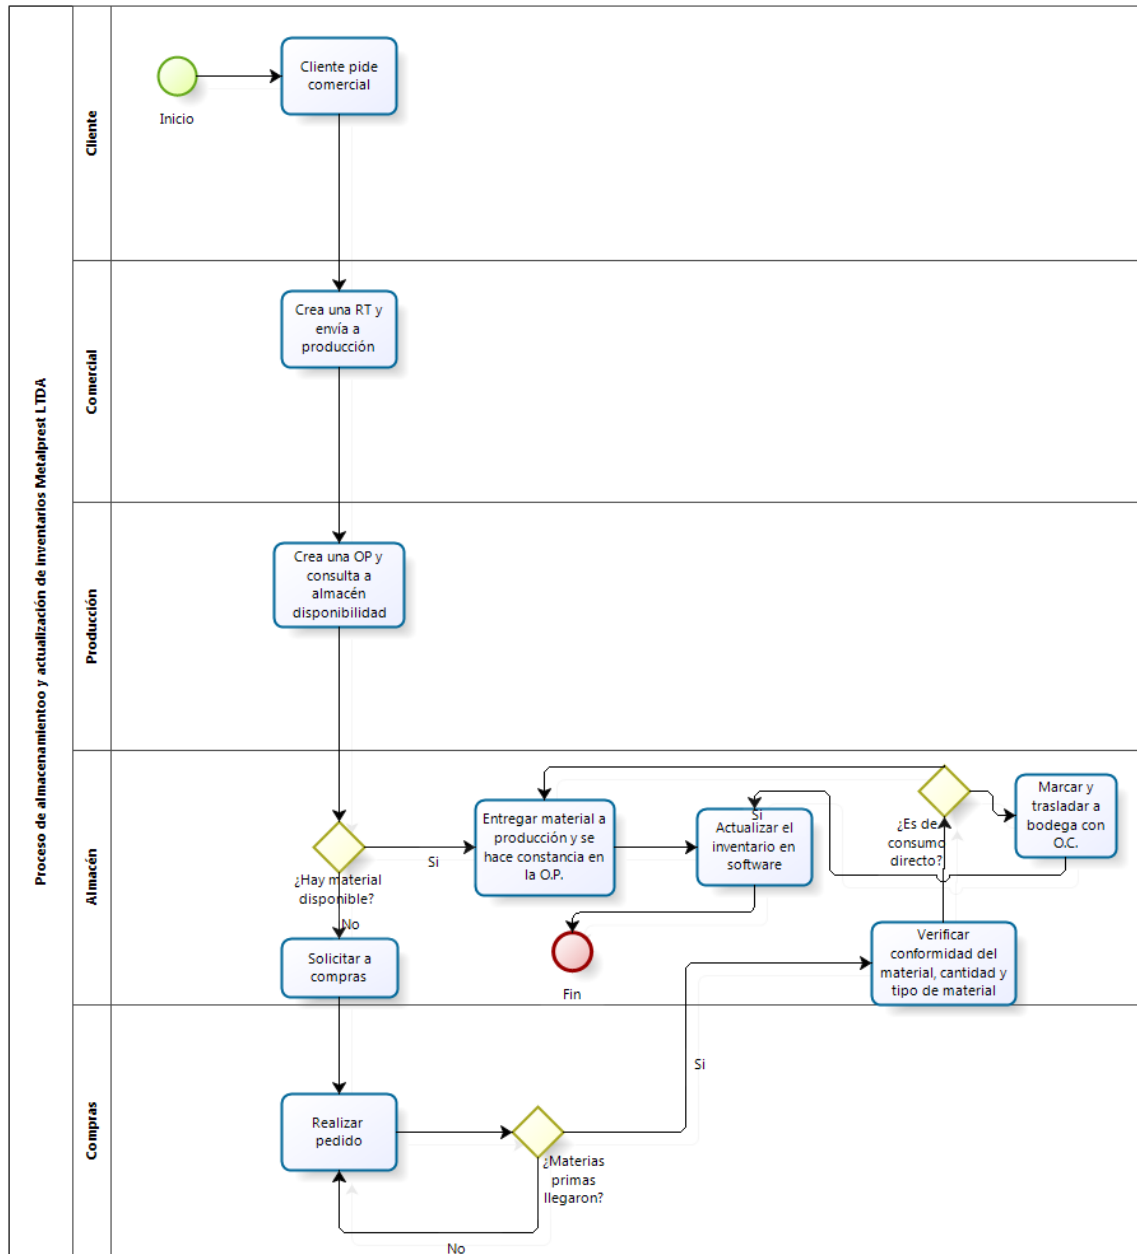 Proceso de almacenamientoo y actualización de inventarios Metalprest LTDA
Cliente
Inicio
Cliente pide
comercial
Comercial
Crea una RT y
envía a
producción
Producción
Crea una OP y
consulta a
almacén
disponibilidad
Almacén
¿Hay material
disponible?
Si
No
Entregar material a
producción y se
hace constancia en
la O.P.
Si
Actualizar el
inventario en
software
¿Es de
consumo
directo?
Marcar y
trasladar a
bodega con
O.C.
Solicitar a
compras
Fin
Verificar
conformidad del
material, cantidad y
tipo de material
Compras
Realizar
pedido
¿Materias
primas
llegaron?
Si
No